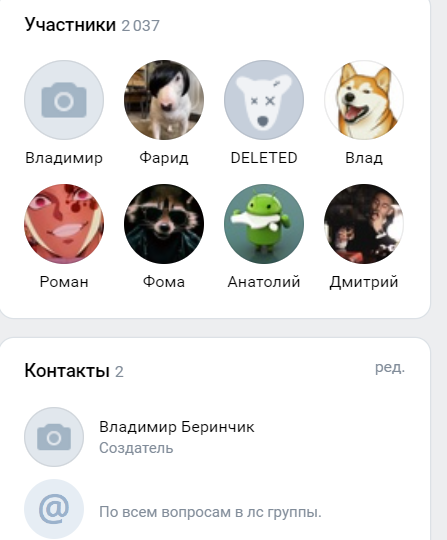 Участники 2 037
Владимир Фарид DELETED Влад
Роман Фома Анатолий Дмитрий
Контакты 2 ред.
Владимир Беринчик
Создатель
@
По всем вопросам в лс группы.